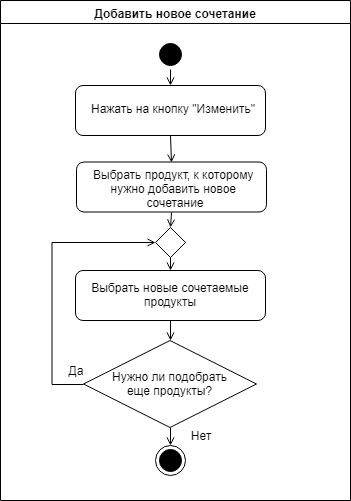 Добавить новое сочетание
Нажать на кнопку "Изменить"
Выбрать продукт, к которому
нужно добавить новое
сочетание
Выбрать новые сочетаемые
продукты
Да
Нужно ли подобрать
еще продукты?
Нет